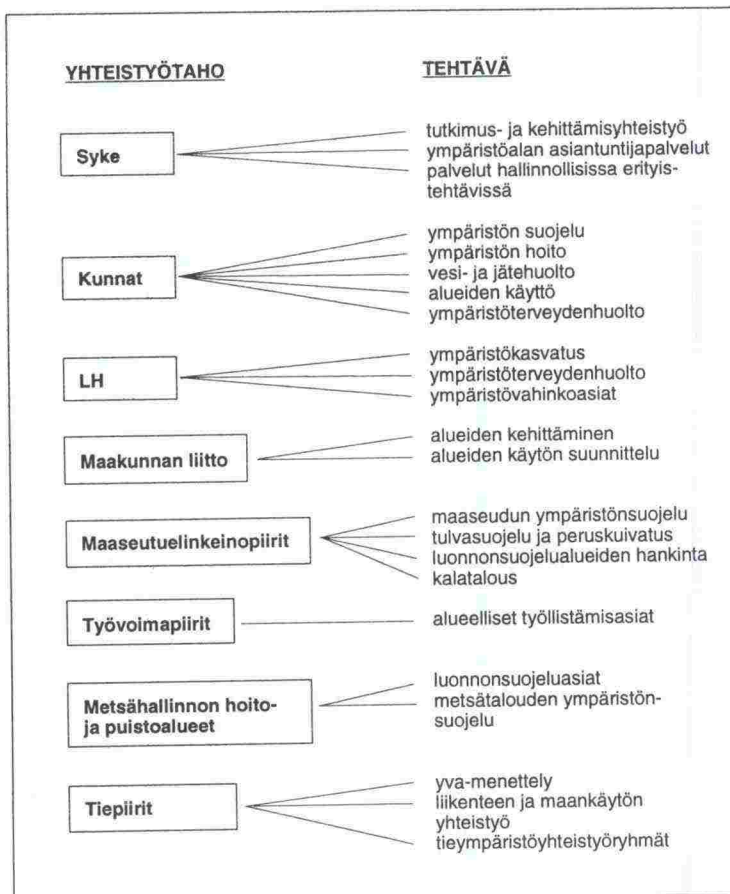 YHTEISTYÖTAHO
TEHTÄVÄ
Syke
tutkimus- ja kehittämisyhteistyö
ympäristöalan asiantuntijapalvelut
palvelut hallinnollisissa erityis-
tehtävissä
Kunnat
ympäristön suojelu
ympäristön hoito
vesi- ja jätehuolto
alueiden käyttö
ympäristöterveydenhuolto
LH
ympäristökasvatus
ympäristöterveydenhuolto
ympäristövahinkoasiat
Maakunnan liitto
alueiden kehittäminen
alueiden käytön suunnittelu
Maaseutuelinkeinopiirit
maaseudun ympäristönsuojelu
tulvasuojelu ja peruskuivatus
luonnonsuojelualueiden hankinta
kalatalous
Työvoimapiirit
alueelliset työllistämisasiat
Metsähallinnon hoito-
ja puistoalueet
luonnonsuojeluasiat
metsätalouden ympäristön-
suojelu
Tiepiirit
yva-menettely
liikenteen ja maankäytön
yhteistyö
tieympäristöyhteistyöryhmät